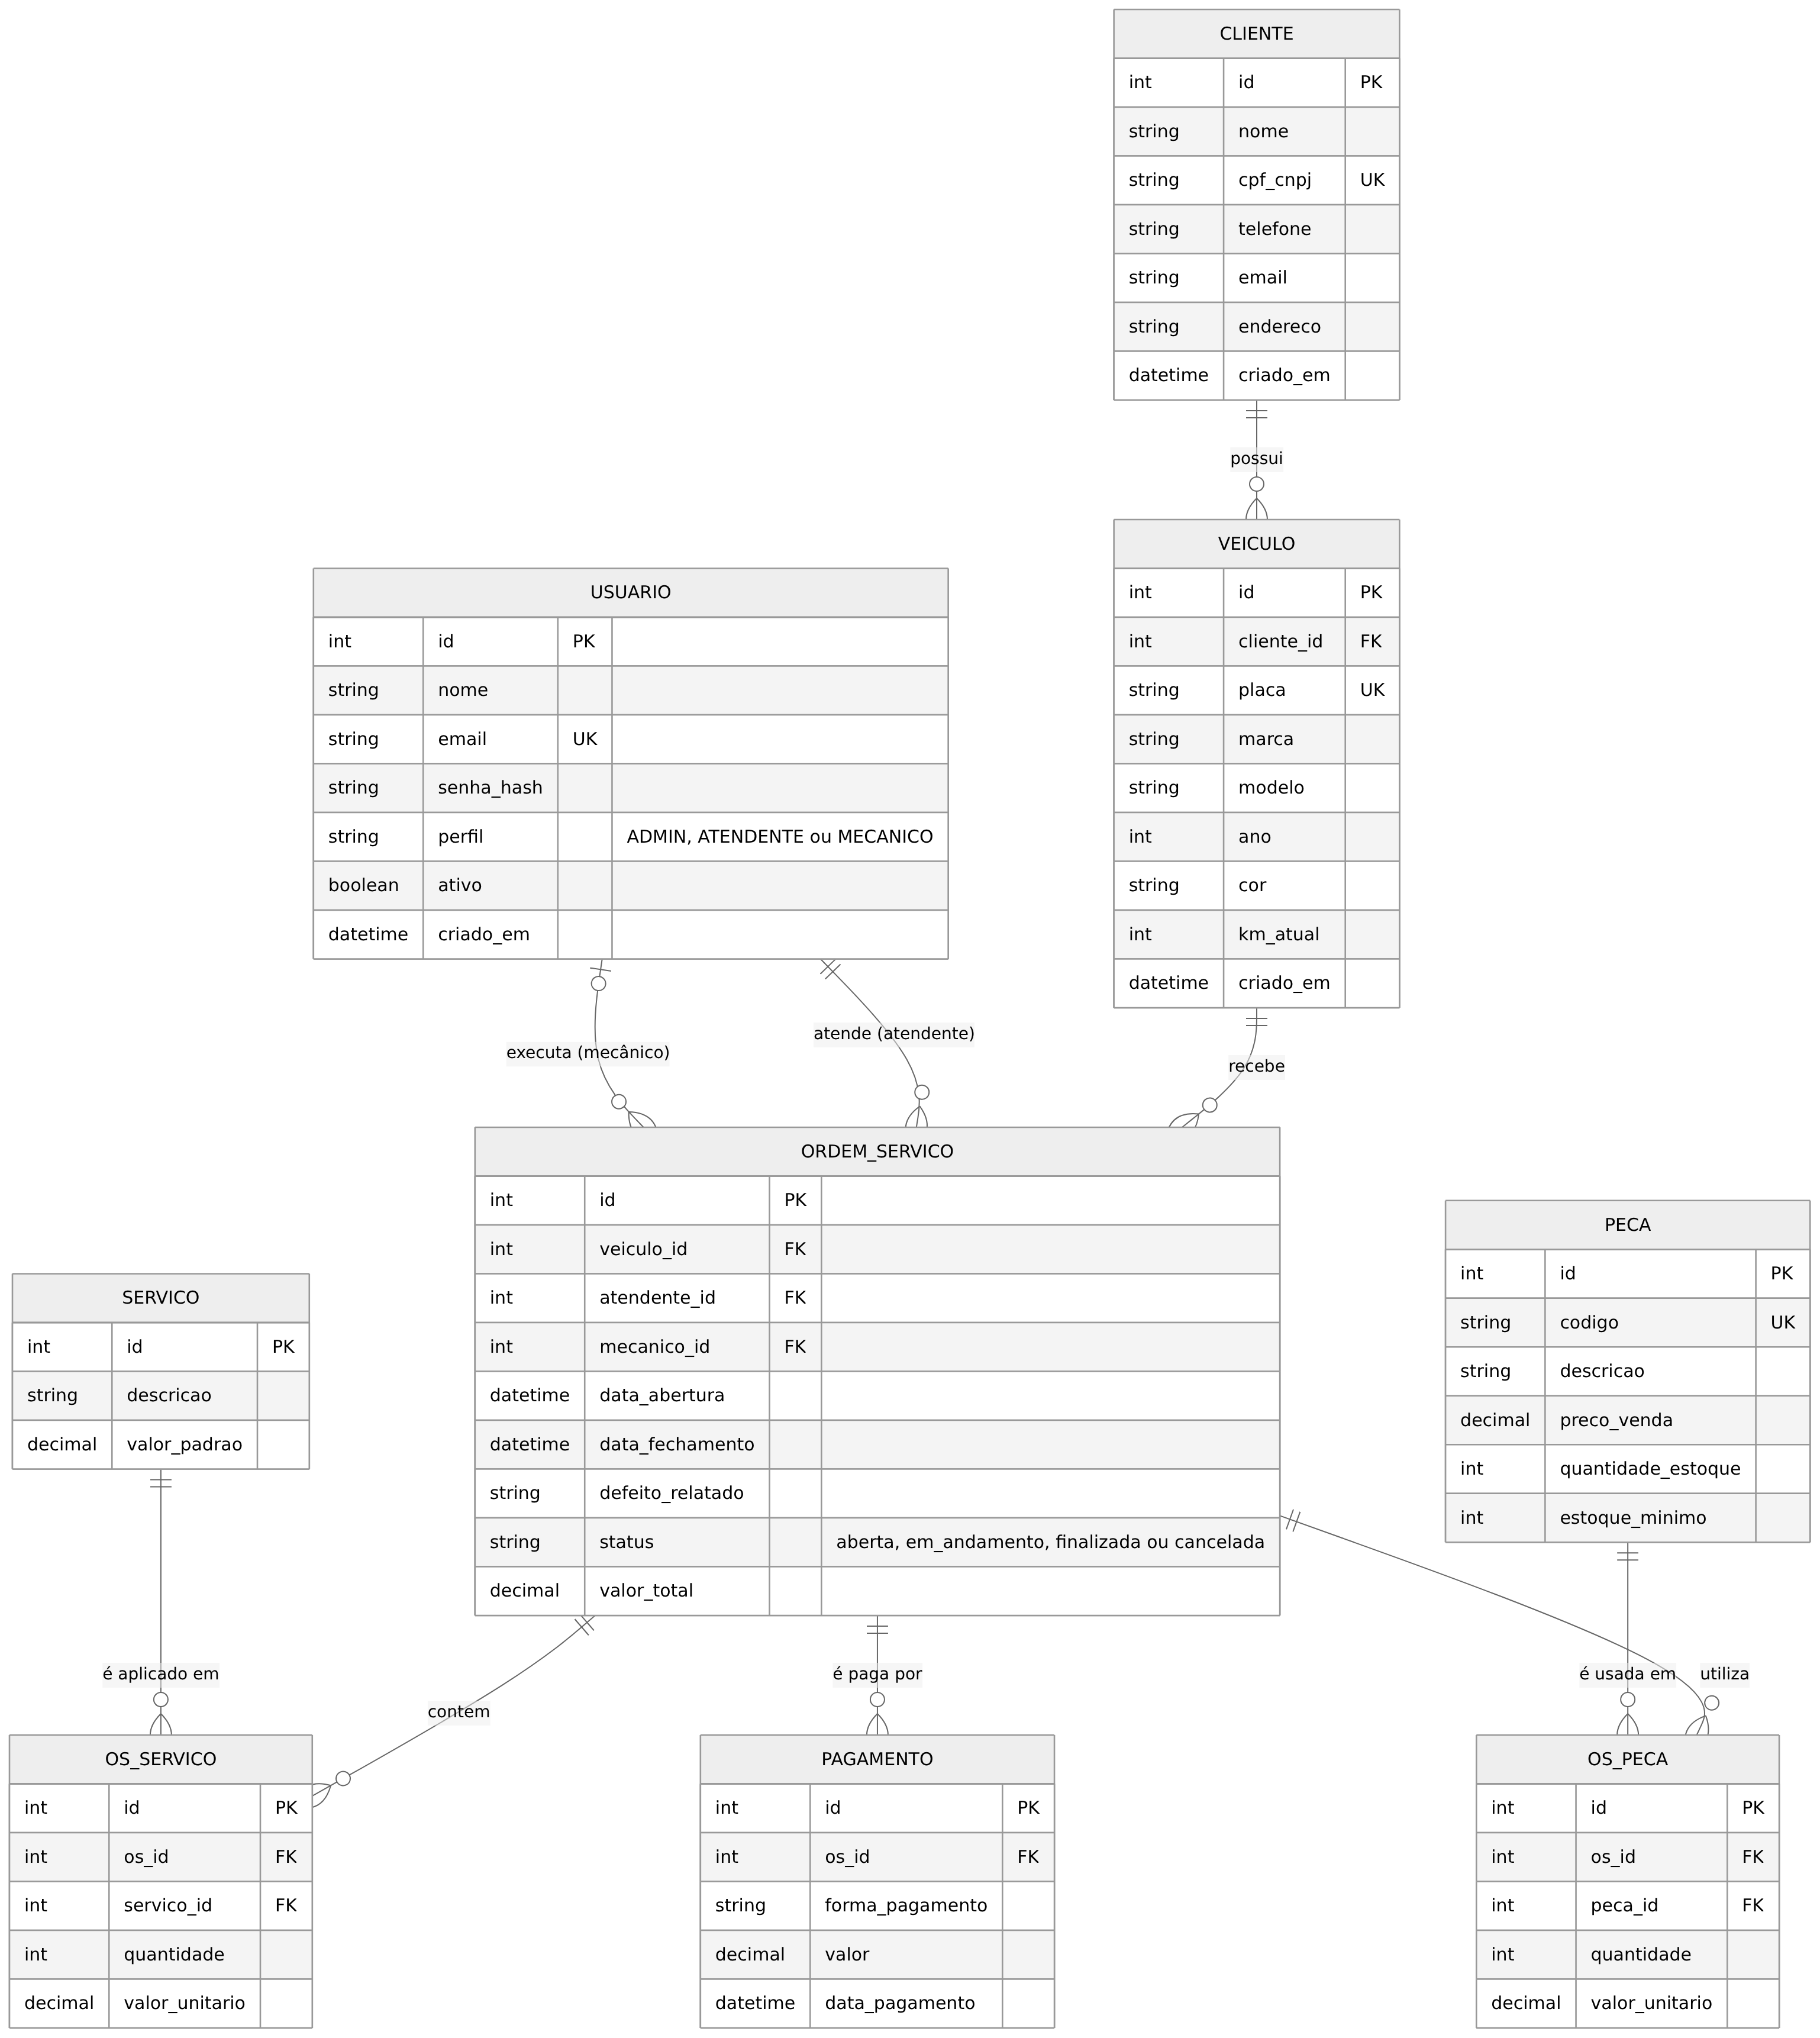 CLIENTE
int id PK
string nome
string cpf_cnpj UK
string telefone
string email
string endereco
datetime criado_em
possui
VEICULO
int id PK
int cliente_id FK
string placa UK
string marca
string modelo
int ano
string cor
int km_atual
datetime criado_em
USUARIO
int id PK
string nome
string email UK
string senha_hash
string perfil ADMIN, ATENDENTE ou MECANICO
boolean ativo
datetime criado_em
executa (mecânico)
atende (atendente)
recebe
ORDEM_SERVICO
int id PK
int veiculo_id FK
int atendente_id FK
int mecanico_id FK
datetime data_abertura
datetime data_fechamento
string defeito_relatado
string status aberta, em_andamento, finalizada ou cancelada
decimal valor_total
SERVICO
int id PK
string descricao
decimal valor_padrao
PECA
int id PK
string codigo UK
string descricao
decimal preco_venda
int quantidade_estoque
int estoque_minimo
é aplicado em
contem
é paga por
é usada em
utiliza
OS_SERVICO
int id PK
int os_id FK
int servico_id FK
int quantidade
decimal valor_unitario
PAGAMENTO
int id PK
int os_id FK
string forma_pagamento
decimal valor
datetime data_pagamento
OS_PECA
int id PK
int os_id FK
int peca_id FK
int quantidade
decimal valor_unitario